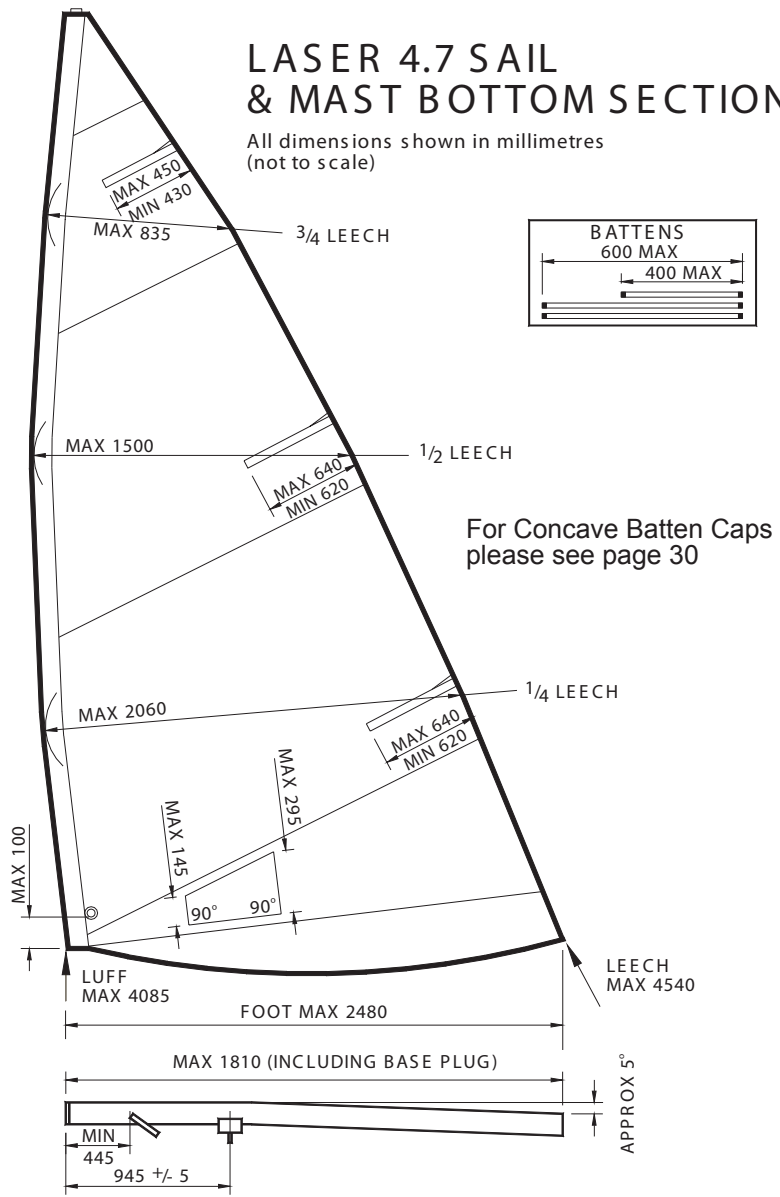 LASER 4.7 SAIL
& MAST BOTTOM SECTION
All dimensions shown in millimetres
(not to scale)
MAX 450
MIN 430
MAX 835
3/4 LEECH
BATTENS
600 MAX
400 MAX
MAX 1500
1/2 LEECH
MAX 640
MIN 620
For Concave Batten Caps
please see page 30
1/4 LEECH
MAX 2060
MAX 640
MIN 620
MAX 295
MAX 145
MAX 100
90°
90°
LUFF
MAX 4085
LEECH
MAX 4540
FOOT MAX 2480
MAX 1810 (INCLUDING BASE PLUG)
APPROX 5°
MIN
445
945 +/- 5